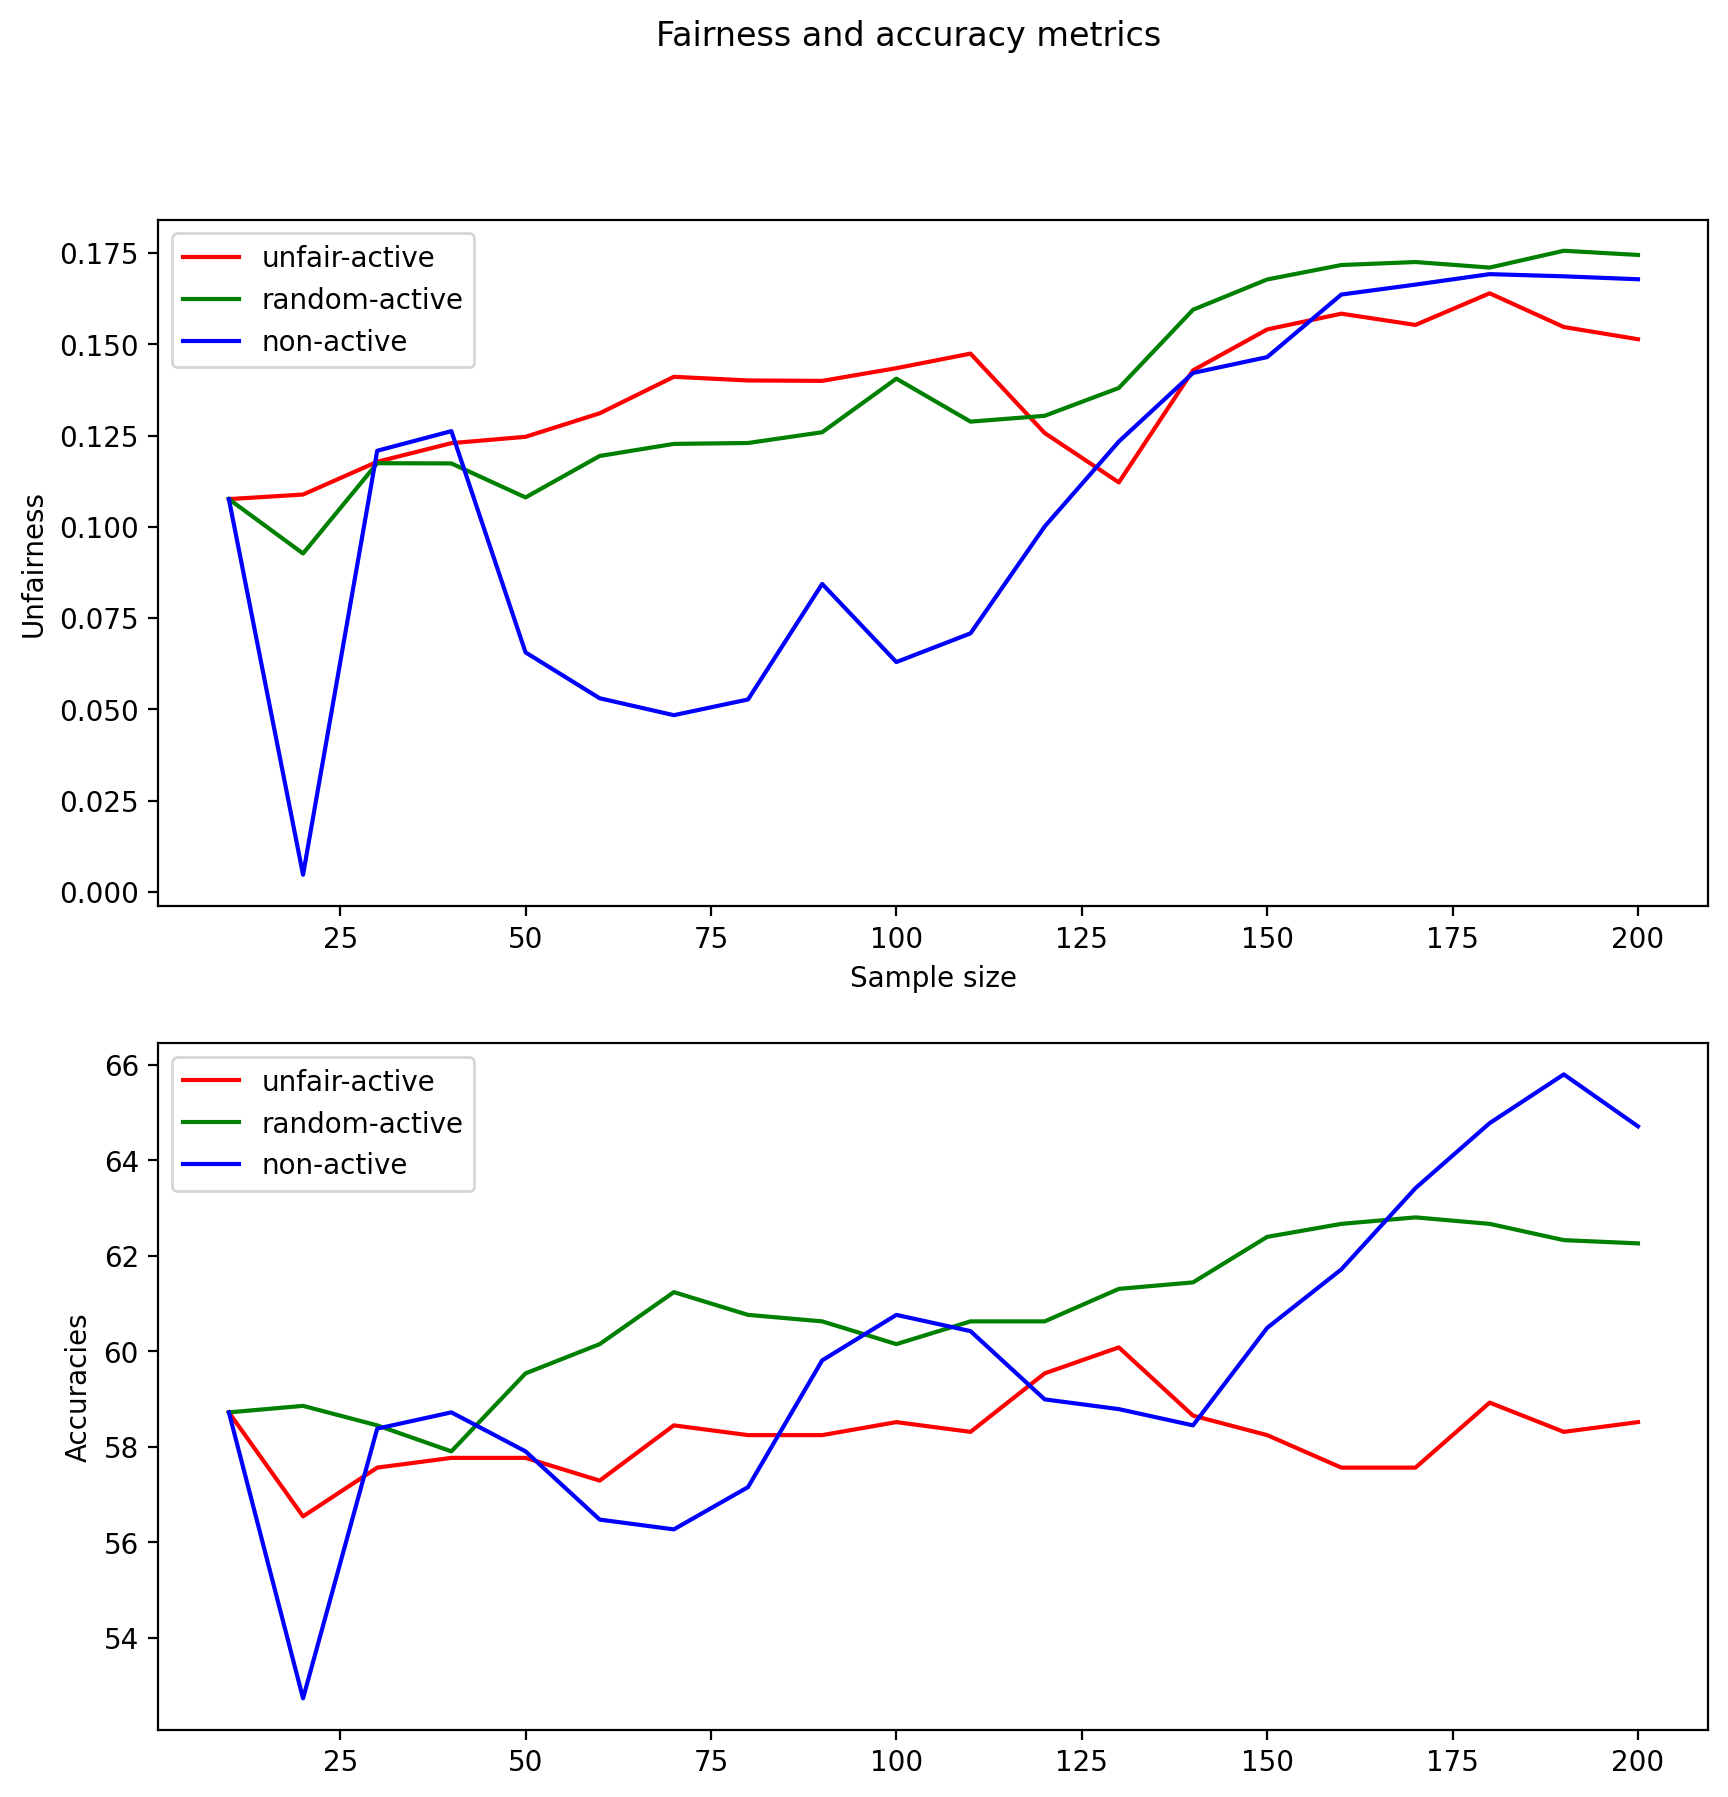 Fairness and accuracy metrics
unfair-active
random-active
non-active
0.175
0.150
0.125
0.100
0.075
0.050
0.025
0.000
Unfairness
25 50 75 100 125 150 175 200
Sample size
unfair-active
random-active
non-active
66
64
62
60
58
56
54
Accuracies
25 50 75 100 125 150 175 200